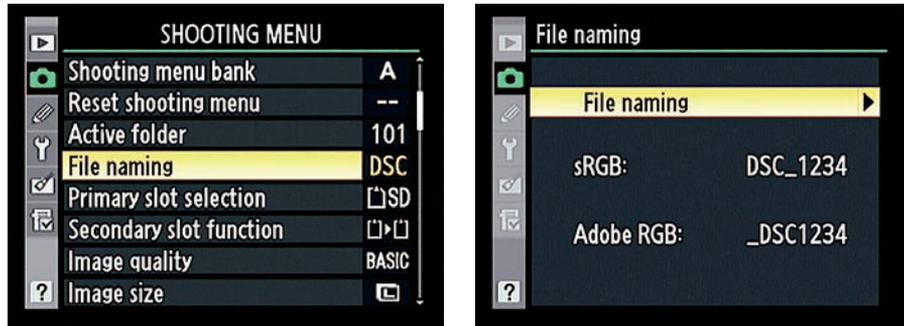 SHOOTING MENU
Shooting menu bank A
Reset shooting menu --
Active folder 101
File naming DSC
Primary slot selection SD
Secondary slot function
Image quality BASIC
Image size L
?
File naming
File naming
sRGB: DSC_1234
Adobe RGB: _DSC1234
?